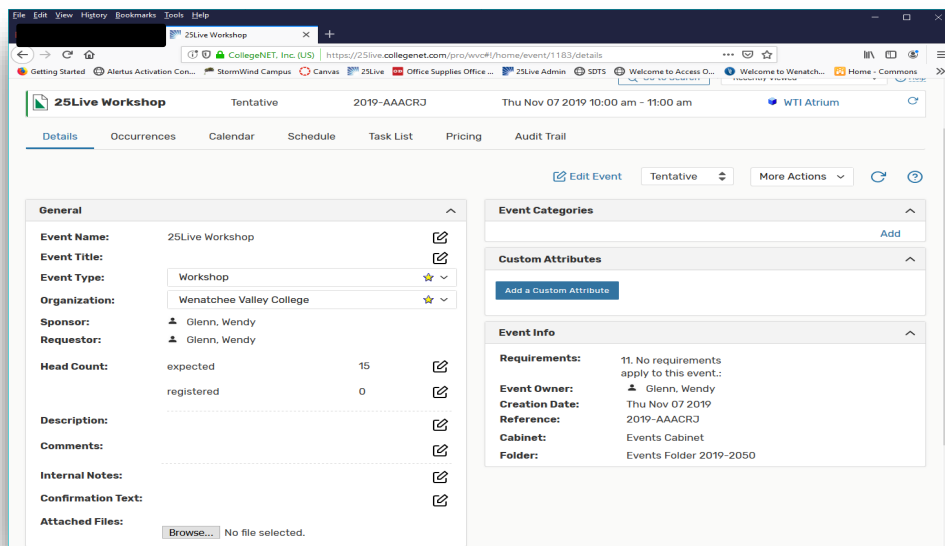 File Edit View History Bookmarks Tools Help
25Live Workshop × +
CollegeNET, Inc. (US) https://25live.collegenet.com/pro/wvc#!/home/event/1183/details
Getting Started Alertus Activation Con... StormWind Campus Canvas 25Live Office Supplies Office ... 25Live Admin SDTS Welcome to Access O... Welcome to Wenatch... Home - Commons
25Live Workshop Tentative 2019-AAACRJ Thu Nov 07 2019 10:00 am - 11:00 am WTI Atrium
Details Occurrences Calendar Schedule Task List Pricing Audit Trail
Edit Event Tentative More Actions
General
Event Name: 25Live Workshop
Event Title:
Event Type: Workshop
Organization: Wenatchee Valley College
Sponsor: Glenn, Wendy
Requestor: Glenn, Wendy
Head Count: expected 15
registered 0
Description:
Comments:
Internal Notes:
Confirmation Text:
Attached Files:
Browse... No file selected.
Event Categories
Add
Custom Attributes
Add a Custom Attribute
Event Info
Requirements: 11. No requirements
apply to this event.:
Event Owner: Glenn, Wendy
Creation Date: Thu Nov 07 2019
Reference: 2019-AAACRJ
Cabinet: Events Cabinet
Folder: Events Folder 2019-2050